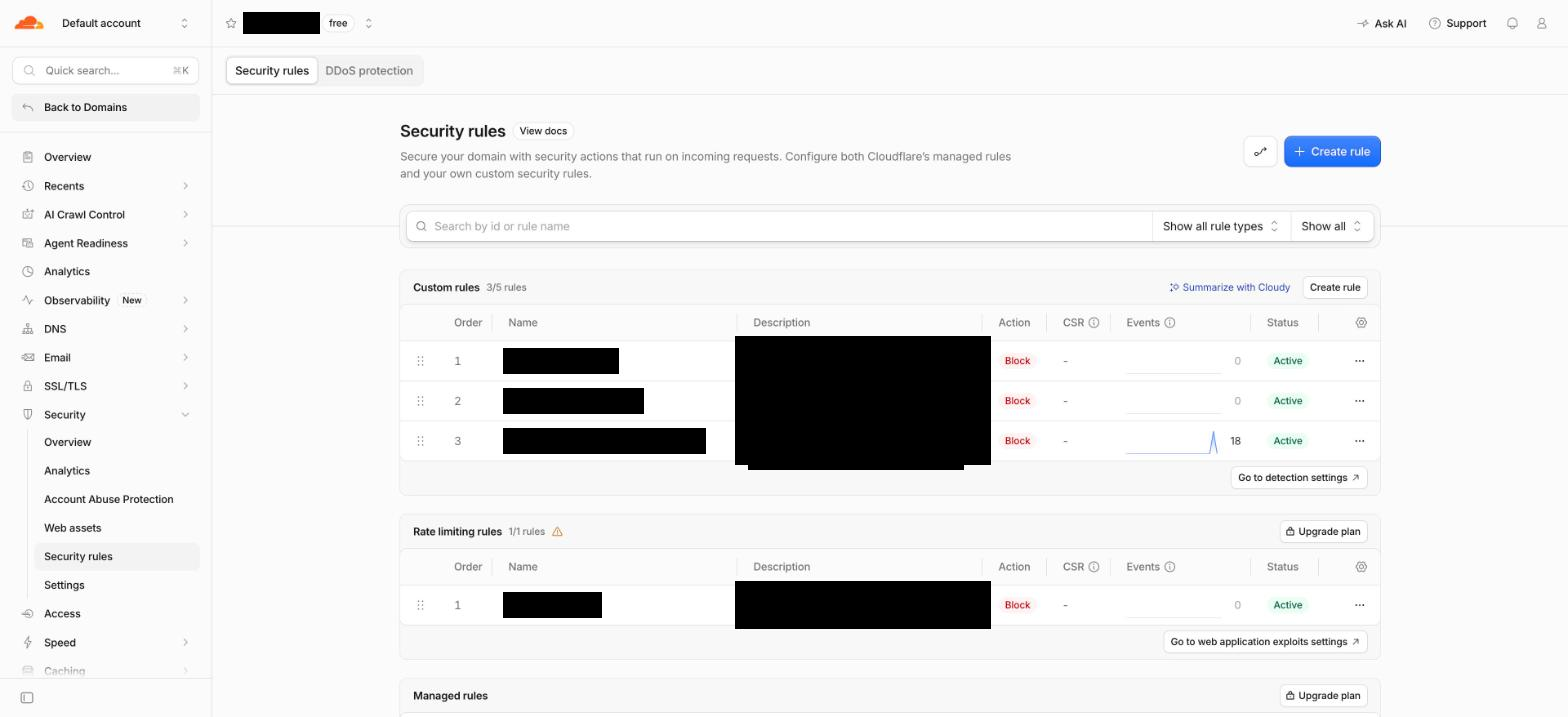 Default account
free
Ask AI
Support
Quick search...
⌘K
Security rules
DDoS protection
Back to Domains
Overview
Recents
AI Crawl Control
Agent Readiness
Analytics
Observability New
DNS
Email
SSL/TLS
Security
Overview
Analytics
Account Abuse Protection
Web assets
Security rules
Settings
Access
Speed
Caching
Security rules View docs
Secure your domain with security actions that run on incoming requests. Configure both Cloudflare's managed rules
and your own custom security rules.
Create rule
Search by id or rule name
Show all rule types
Show all
Custom rules 3/5 rules
Summarize with Cloudy
Create rule
Order Name Description Action CSR Events Status
1 Block - 0 Active
2 Block - 0 Active
3 Block - 18 Active
Go to detection settings
Rate limiting rules 1/1 rules
Upgrade plan
Order Name Description Action CSR Events Status
1 Block - 0 Active
Go to web application exploits settings
Managed rules
Upgrade plan